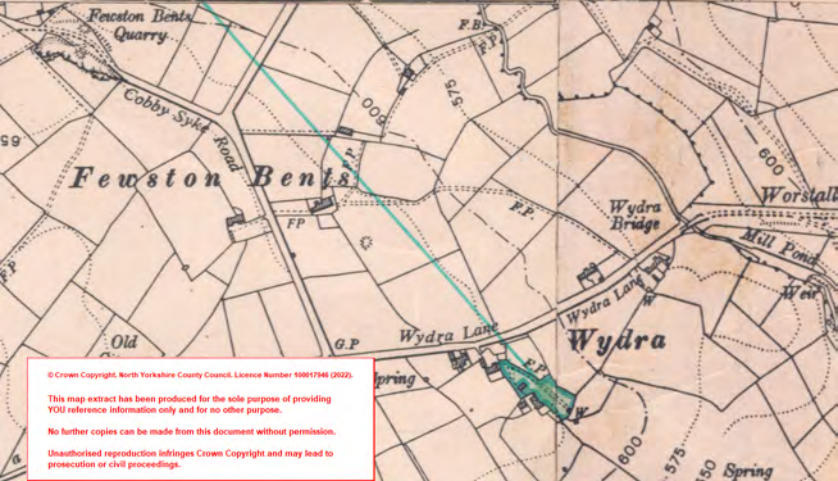 Fewston Bents
Quarry
Cobby Syke Road
Fewston Bents
600
575
F.B
F.P.
F.P.
F.P.
FP
F.P
Wydra
Bridge
600
Mill Pond
Weir
Wydra Lane
Wydra Lane
W
G.P
Wydra
F.P.
W
Old
Spring
600
575
Spring
© Crown Copyright. North Yorkshire County Council. Licence Number 100017946 (2022).
This map extract has been produced for the sole purpose of providing
YOU reference information only and for no other purpose.
No further copies can be made from this document without permission.
Unauthorised reproduction infringes Crown Copyright and may lead to
prosecution or civil proceedings.